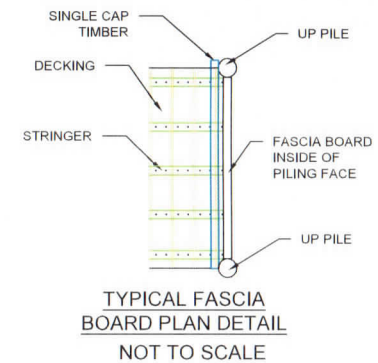 SINGLE CAP
TIMBER
UP PILE
DECKING
STRINGER
FASCIA BOARD
INSIDE OF
PILING FACE
UP PILE
TYPICAL FASCIA
BOARD PLAN DETAIL
NOT TO SCALE